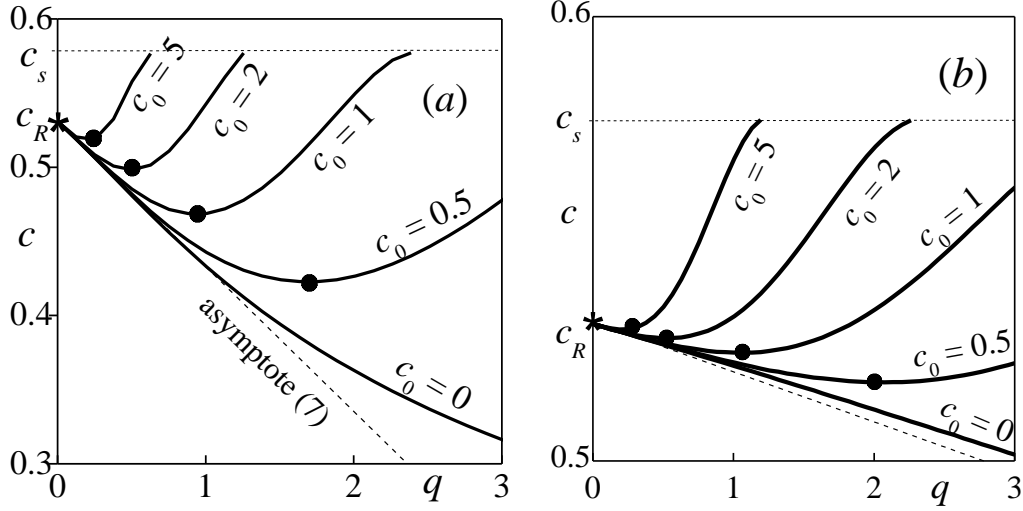 0.6
c_s
c_R
0.5
c
0.4
0.3
0
1
2
q
3
(a)
c_0 = 5
c_0 = 2
c_0 = 1
c_0 = 0.5
c_0 = 0
asymptote (7)
0.6
c_s
c
c_R
0.5
0
1
2
q
3
(b)
c_0 = 5
c_0 = 2
c_0 = 1
c_0 = 0.5
c_0 = 0